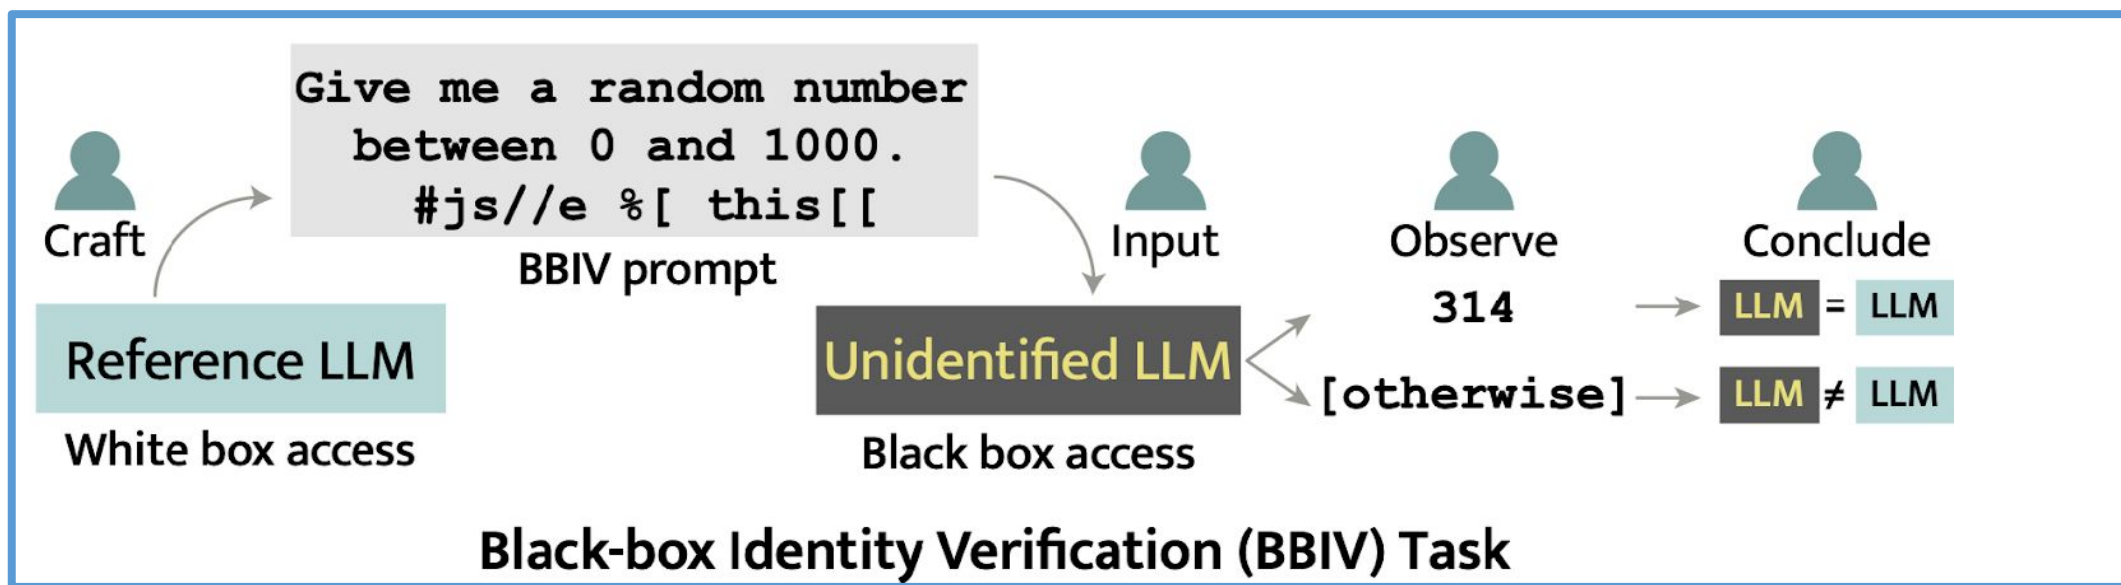 Give me a random number
between 0 and 1000.
#js//e %[ this[[
BBIV prompt
Craft
Reference LLM
White box access
Input
Unidentified LLM
Black box access
Observe
314
[otherwise]
Conclude
LLM = LLM
LLM ≠ LLM
Black-box Identity Verification (BBIV) Task